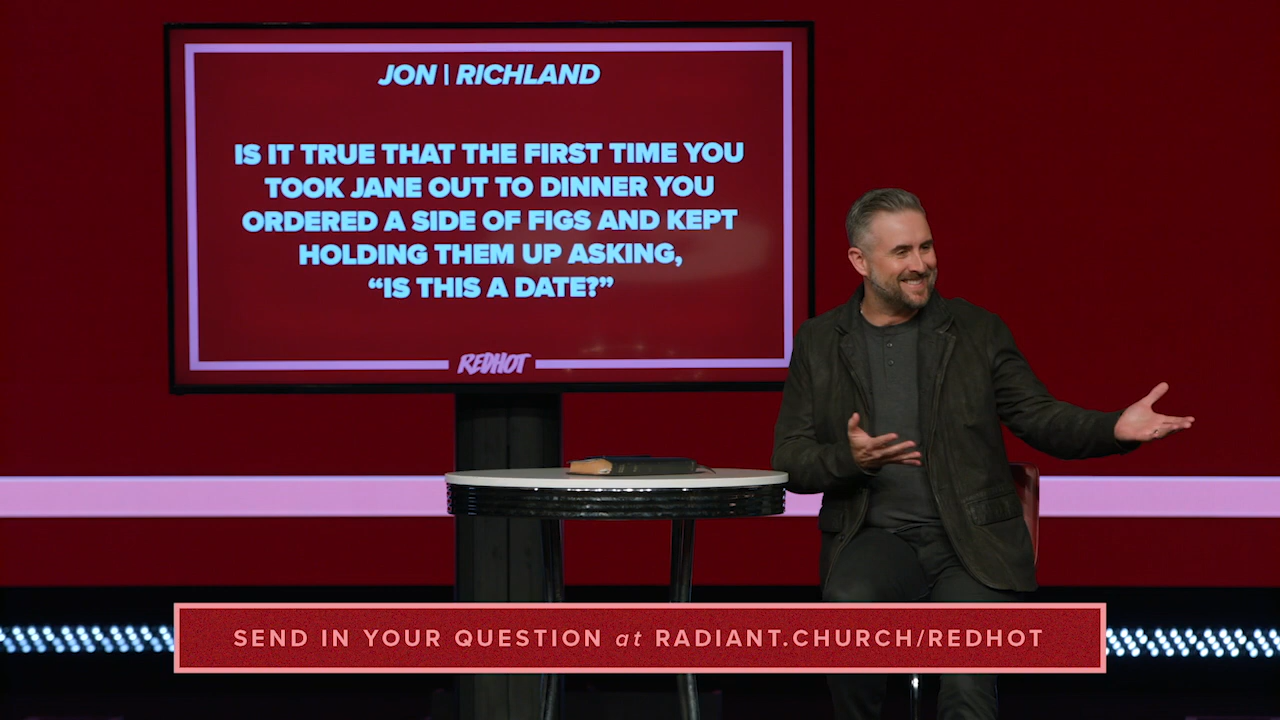 JON | RICHLAND
IS IT TRUE THAT THE FIRST TIME YOU
TOOK JANE OUT TO DINNER YOU
ORDERED A SIDE OF FIGS AND KEPT
HOLDING THEM UP ASKING,
“IS THIS A DATE?”
REDHOT
SEND IN YOUR QUESTION at RADIANT.CHURCH/REDHOT